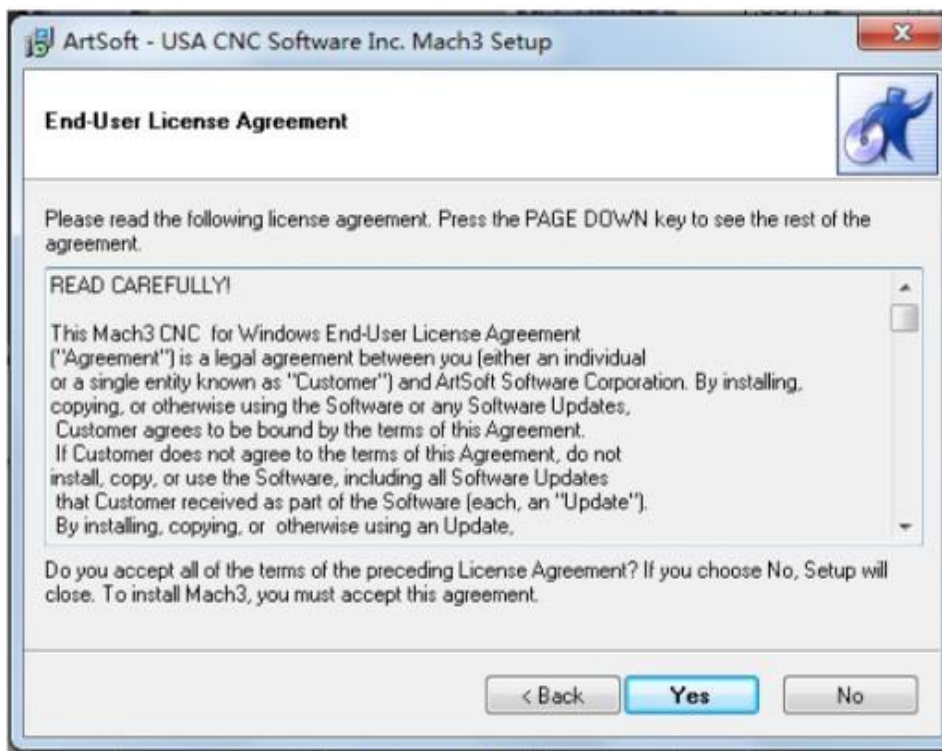 ArtSoft - USA CNC Software Inc. Mach3 Setup
End-User License Agreement
Please read the following license agreement. Press the PAGE DOWN key to see the rest of the
agreement.
READ CAREFULLY!
This Mach3 CNC  for Windows End-User License Agreement
("Agreement") is a legal agreement between you (either an individual
or a single entity known as "Customer") and ArtSoft Software Corporation. By installing,
copying, or otherwise using the Software or any Software Updates,
Customer agrees to be bound by the terms of this Agreement.
If Customer does not agree to the terms of this Agreement, do not
install, copy, or use the Software, including all Software Updates
that Customer received as part of the Software (each, an "Update").
By installing, copying, or  otherwise using an Update,
Do you accept all of the terms of the preceding License Agreement? If you choose No, Setup will
close. To install Mach3, you must accept this agreement.
< Back
Yes
No